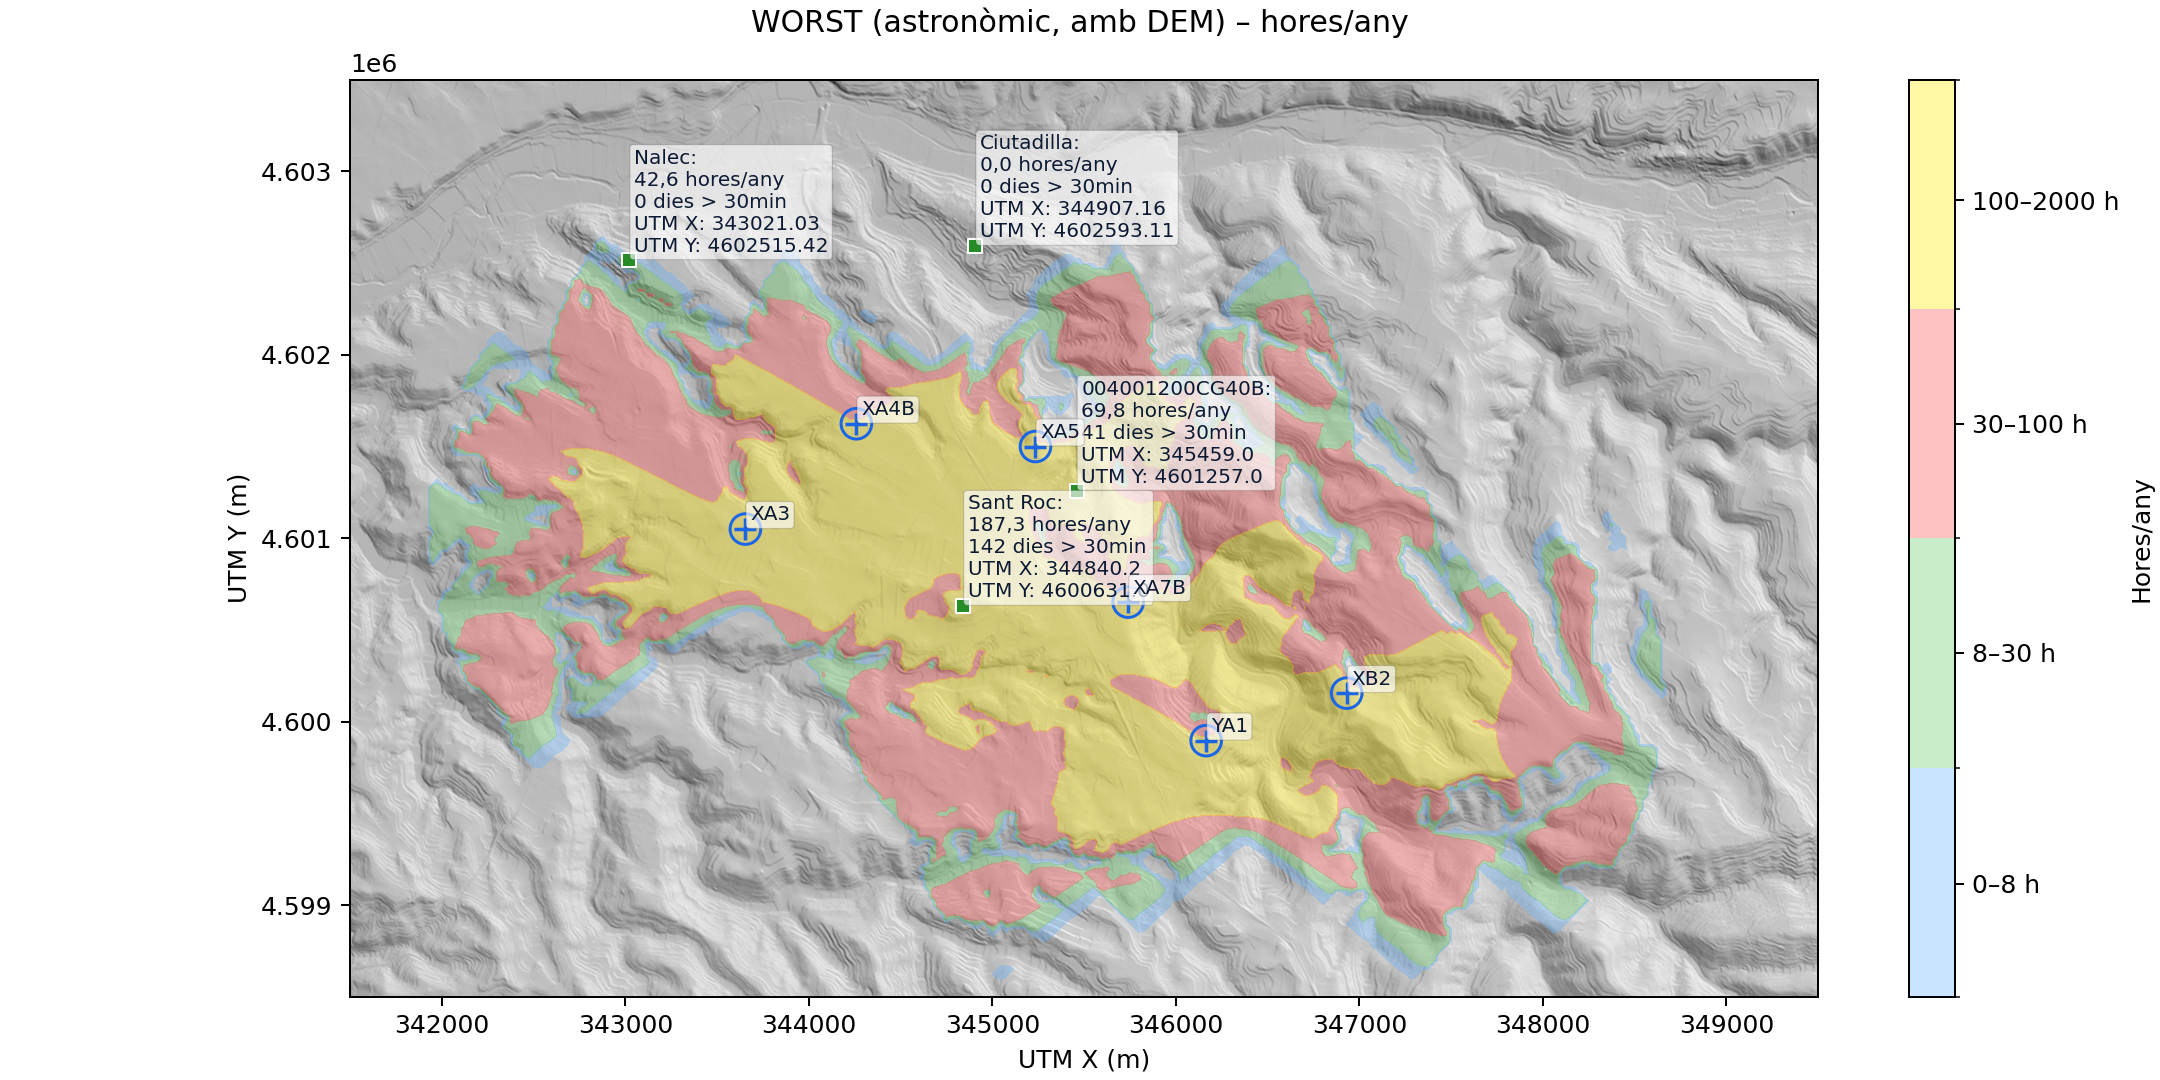 WORST (astronòmic, amb DEM) – hores/any
1e6
4.603
4.602
4.601
4.600
4.599
UTM Y (m)
342000
343000
344000
345000
346000
347000
348000
349000
UTM X (m)
Nalec:
42,6 hores/any
0 dies > 30min
UTM X: 343021.03
UTM Y: 4602515.42
Ciutadilla:
0,0 hores/any
0 dies > 30min
UTM X: 344907.16
UTM Y: 4602593.11
004001200CG40B:
69,8 hores/any
41 dies > 30min
UTM X: 345459.0
UTM Y: 4601257.0
Sant Roc:
187,3 hores/any
142 dies > 30min
UTM X: 344840.2
UTM Y: 4600631
XA4B
XA5
XA3
XA7B
XB2
YA1
100–2000 h
30–100 h
8–30 h
0–8 h
Hores/any